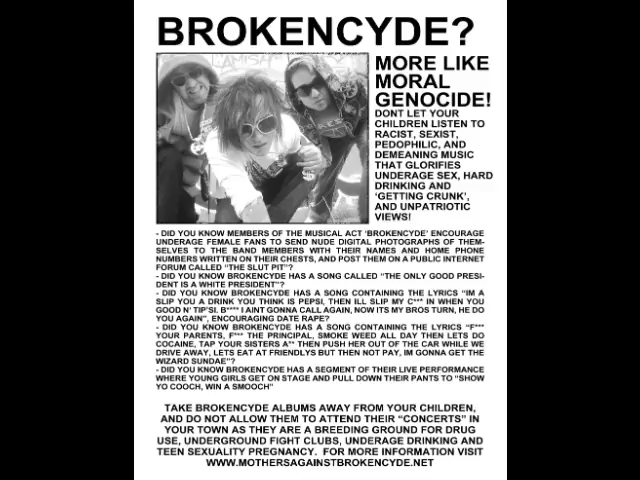 BROKENCYDE?
AMISH
MORE LIKE
MORAL
GENOCIDE!
DONT LET YOUR
CHILDREN LISTEN TO
RACIST, SEXIST,
PEDOPHILIC, AND
DEMEANING MUSIC
THAT GLORIFIES
UNDERAGE SEX, HARD
DRINKING AND
'GETTING CRUNK',
AND UNPATRIOTIC
VIEWS!
- DID YOU KNOW MEMBERS OF THE MUSICAL ACT 'BROKENCYDE' ENCOURAGE
UNDERAGE FEMALE FANS TO SEND NUDE DIGITAL PHOTOGRAPHS OF THEM-
SELVES TO THE BAND MEMBERS WITH THEIR NAMES AND HOME PHONE
NUMBERS WRITTEN ON THEIR CHESTS, AND POST THEM ON A PUBLIC INTERNET
FORUM CALLED "THE SLUT PIT"?
- DID YOU KNOW BROKENCYDE HAS A SONG CALLED "THE ONLY GOOD PRESI-
DENT IS A WHITE PRESIDENT"?
- DID YOU KNOW BROKENCYDE HAS A SONG CONTAINING THE LYRICS "IM A
SLIP YOU A DRINK YOU THINK IS PEPSI, THEN ILL SLIP MY C*** IN WHEN YOU
GOOD N' TIP'SI. B**** I AINT GONNA CALL AGAIN, NOW ITS MY BROS TURN, HE DO
YOU AGAIN", ENCOURAGING DATE RAPE?
- DID YOU KNOW BROKENCYDE HAS A SONG CONTAINING THE LYRICS "F***
YOUR PARENTS, F*** THE PRINCIPAL, SMOKE WEED ALL DAY THEN LETS DO
COCAINE, TAP YOUR SISTERS A** THEN PUSH HER OUT OF THE CAR WHILE WE
DRIVE AWAY, LETS EAT AT FRIENDLYS BUT THEN NOT PAY, IM GONNA GET THE
WIZARD SUNDAE"?
- DID YOU KNOW BROKENCYDE HAS A SEGMENT OF THEIR LIVE PERFORMANCE
WHERE YOUNG GIRLS GET ON STAGE AND PULL DOWN THEIR PANTS TO "SHOW
YO COOCH, WIN A SMOOCH"
TAKE BROKENCYDE ALBUMS AWAY FROM YOUR CHILDREN,
AND DO NOT ALLOW THEM TO ATTEND THEIR "CONCERTS" IN
YOUR TOWN AS THEY ARE A BREEDING GROUND FOR DRUG
USE, UNDERGROUND FIGHT CLUBS, UNDERAGE DRINKING AND
TEEN SEXUALITY PREGNANCY. FOR MORE INFORMATION VISIT
WWW.MOTHERSAGAINSTBROKENCYDE.NET